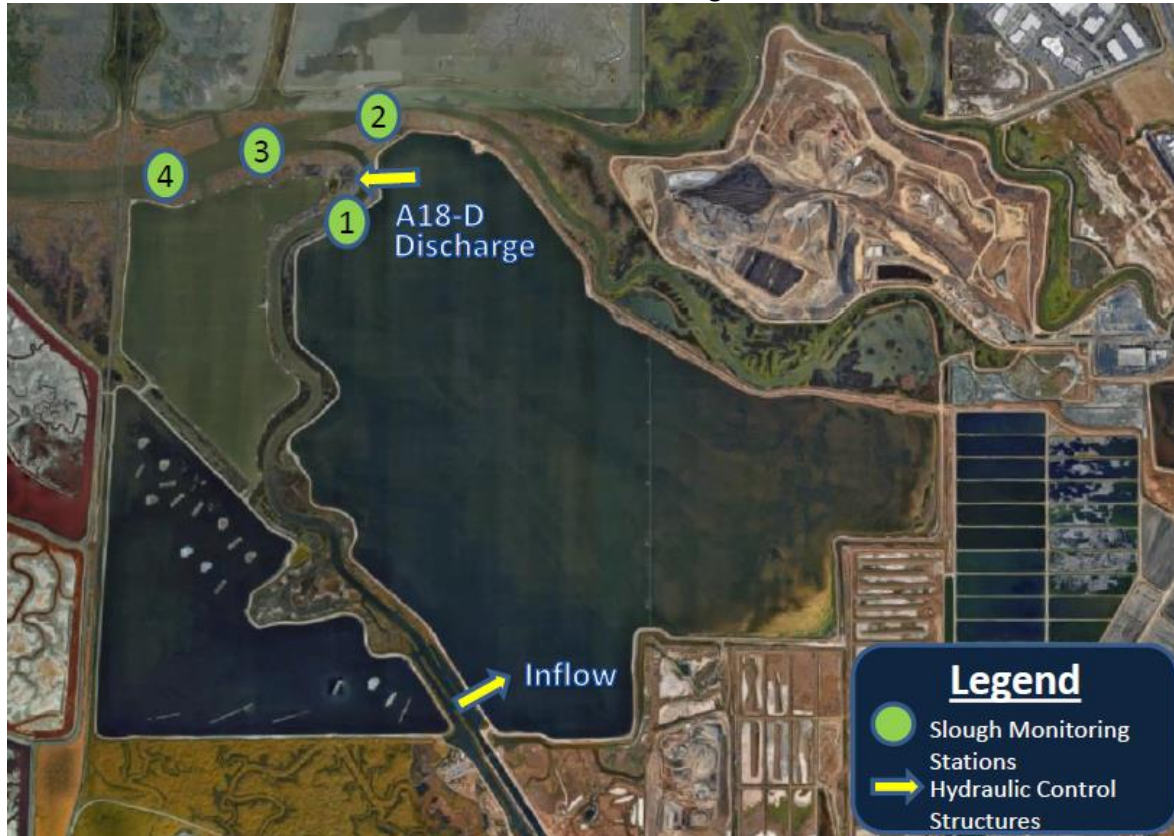 2
3
4
1
A18-D
Discharge
Inflow
Legend
Slough Monitoring
Stations
Hydraulic Control
Structures